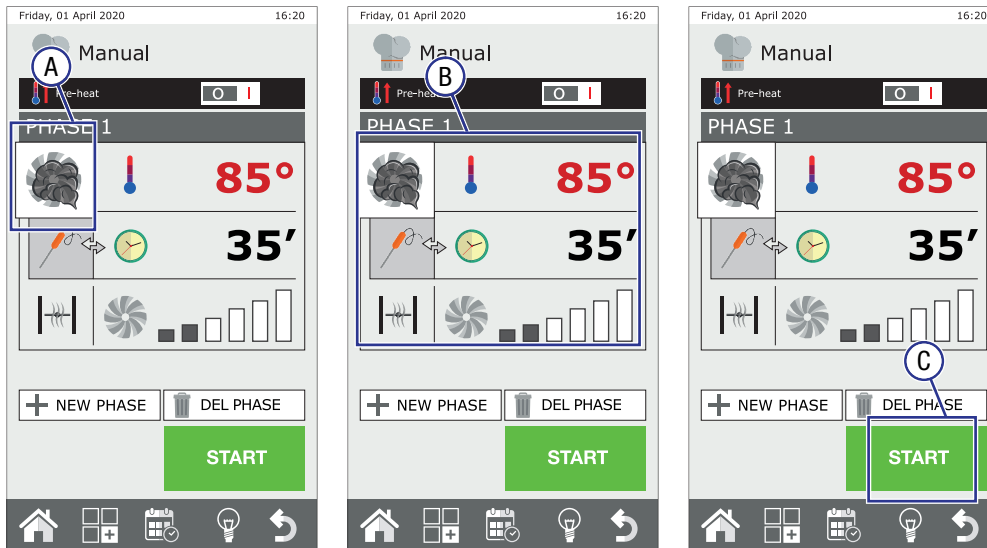 Friday, 01 April 2020 16:20
Manual
A
Pre-heat O I
PHASE 1
85°
35′
NEW PHASE DEL PHASE
START
Friday, 01 April 2020 16:20
Manual
B
Pre-heat O I
PHASE 1
85°
35′
NEW PHASE DEL PHASE
START
Friday, 01 April 2020 16:20
Manual
Pre-heat O I
PHASE 1
85°
35′
C
NEW PHASE DEL PHASE
START